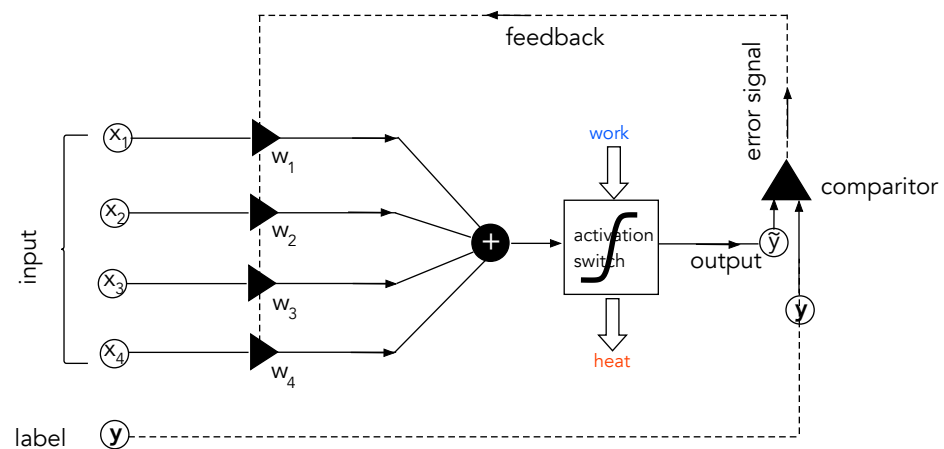 feedback
error signal
x1
w1
work
comparitor
x2
w2
+
activation
switch
ỹ
output
input
x3
w3
y
x4
w4
heat
label
y